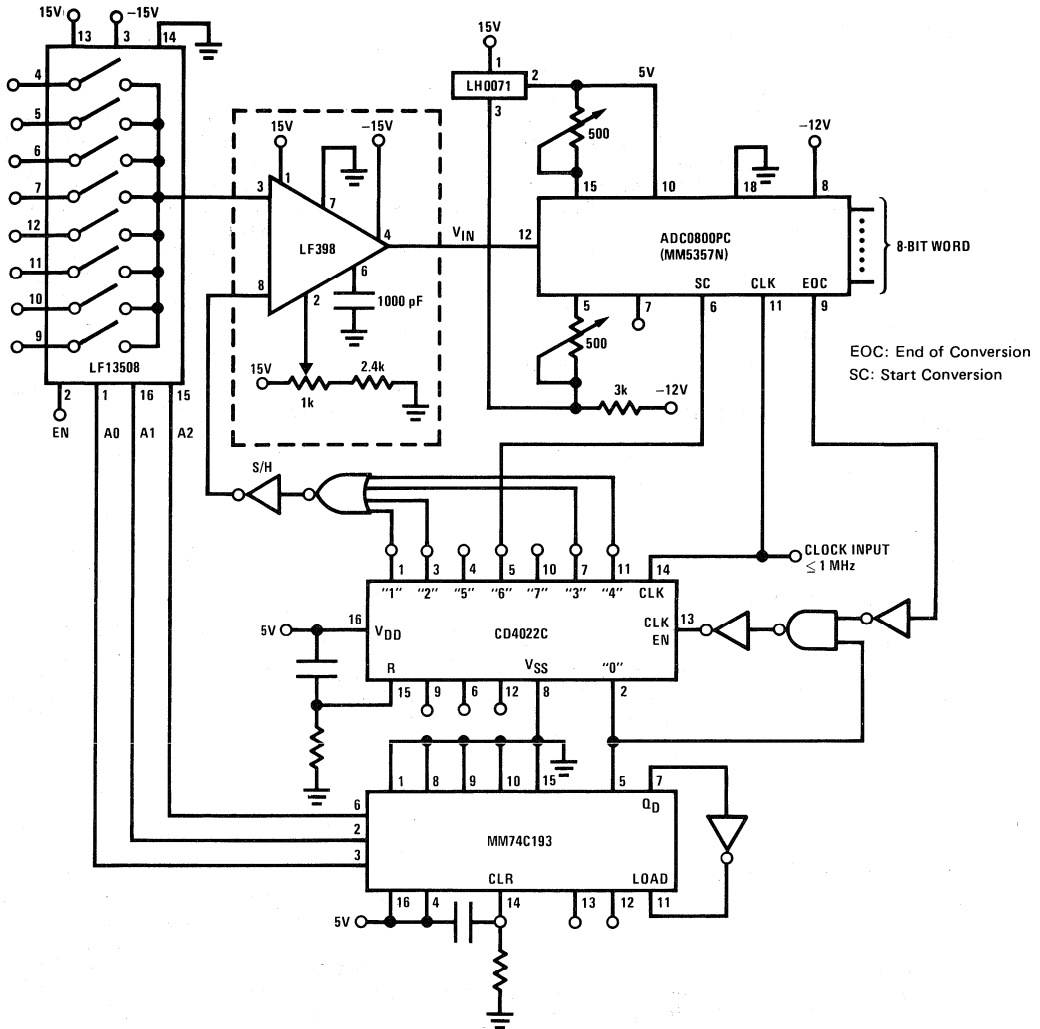 15V
-15V
13
3
14
4
5
6
7
12
11
10
9
LF13508
2
1
16
15
EN
A0
A1
A2
15V
-15V
3
1
7
4
LF398
8
2
6
1000 pF
15V
1k
2.4k
15V
1
LH0071
2
3
5V
500
-12V
15
10
18
8
VIN
12
ADC0800PC
(MM5357N)
SC
CLK
EOC
8-BIT WORD
5
7
6
11
9
500
3k
-12V
EOC: End of Conversion
SC: Start Conversion
S/H
CLOCK INPUT
≤ 1 MHz
1
3
4
5
10
7
11
14
"1"
"2"
"5"
"6"
"7"
"3"
"4"
CLK
5V
16
VDD
CD4022C
CLK
EN
13
R
VSS
"0"
15
9
6
12
8
2
1
8
9
10
15
5
7
QD
6
2
3
MM74C193
CLR
LOAD
16
4
14
13
12
11
5V